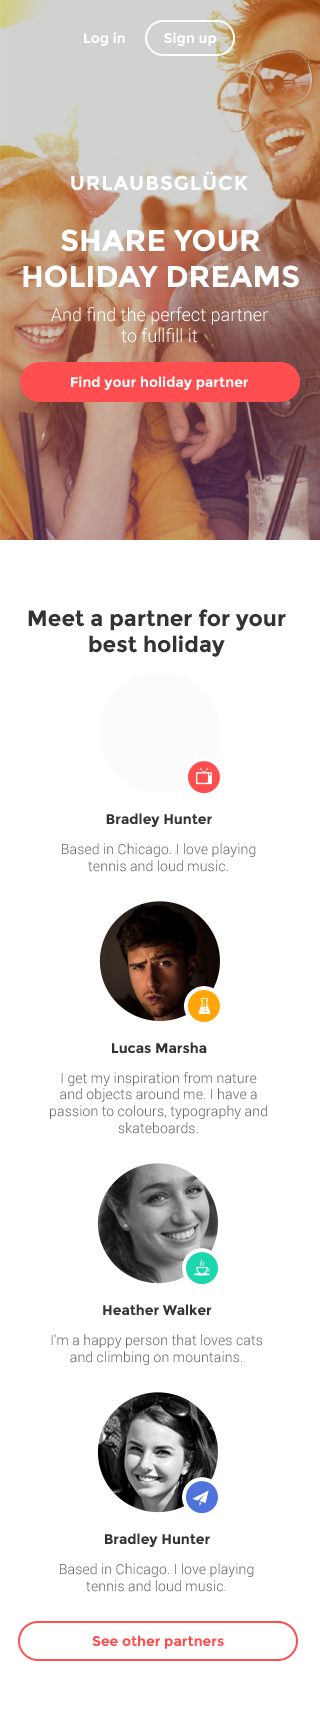 Log in
Sign up
URLAUBSGLÜCK
SHARE YOUR
HOLIDAY DREAMS
And find the perfect partner
to fullfill it
Find your holiday partner
Meet a partner for your
best holiday
Bradley Hunter
Based in Chicago. I love playing
tennis and loud music.
Lucas Marsha
I get my inspiration from nature
and objects around me. I have a
passion to colours, typography and
skateboards.
Heather Walker
I'm a happy person that loves cats
and climbing on mountains.
Bradley Hunter
Based in Chicago. I love playing
tennis and loud music.
See other partners